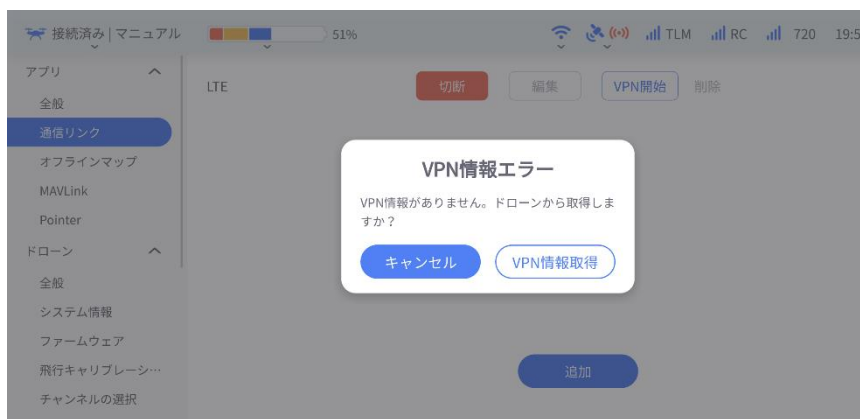 接続済み | マニュアル
51%
TLM
RC
720
19:5
アプリ
全般
通信リンク
オフラインマップ
MAVLink
Pointer
ドローン
全般
システム情報
ファームウェア
飛行キャリブレーシ…
チャンネルの選択
LTE
切断
編集
VPN開始
削除
VPN情報エラー
VPN情報がありません。ドローンから取得しま
すか？
キャンセル
VPN情報取得
追加